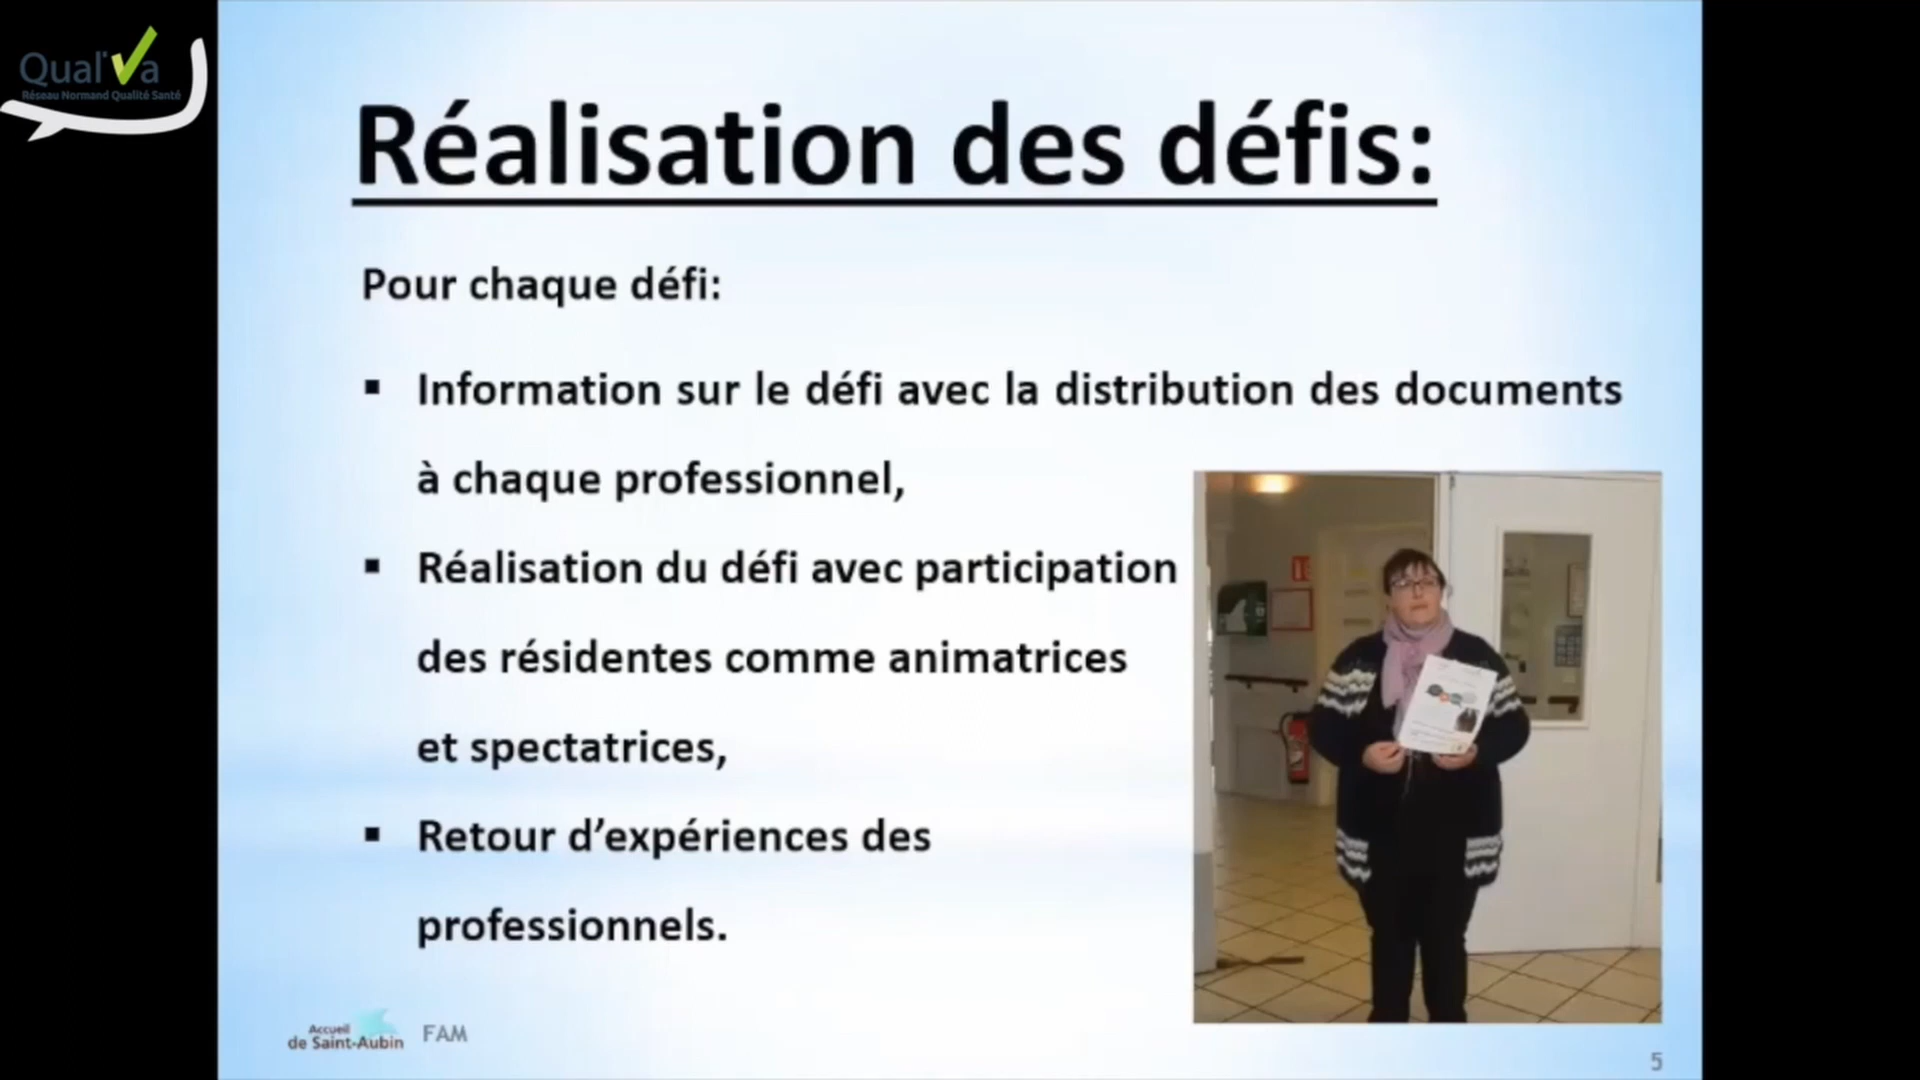 Qual'Va
Réseau Normand Qualité Santé
Réalisation des défis:
Pour chaque défi:
▪ Information sur le défi avec la distribution des documents
à chaque professionnel,
▪ Réalisation du défi avec participation
des résidentes comme animatrices
et spectatrices,
▪ Retour d’expériences des
professionnels.
Accueil
de Saint-Aubin
FAM
5